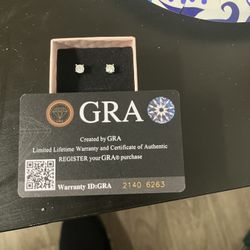 GRA
Created by GRA
Limited Lifetime Warranty and Certificate of Authentic
REGISTER your GRA® purchase
Warranty ID:GRA 2140 6263